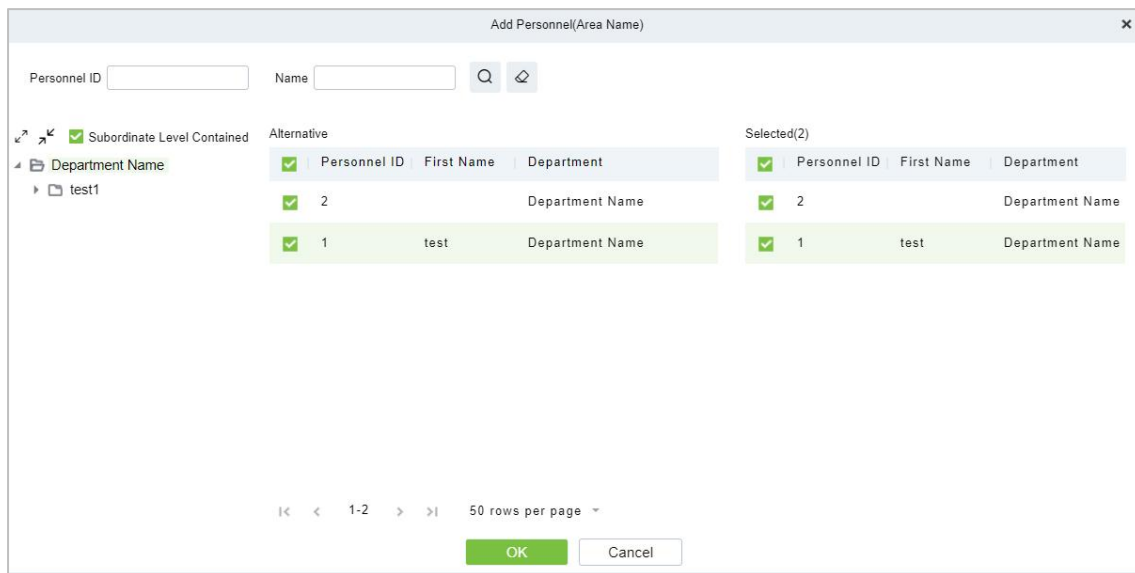 Add Personnel(Area Name)
Personnel ID
Name
Subordinate Level Contained
Department Name
test1
Alternative
Personnel ID First Name Department
2 Department Name
1 test Department Name
Selected(2)
Personnel ID First Name Department
2 Department Name
1 test Department Name
1-2 50 rows per page
OK Cancel